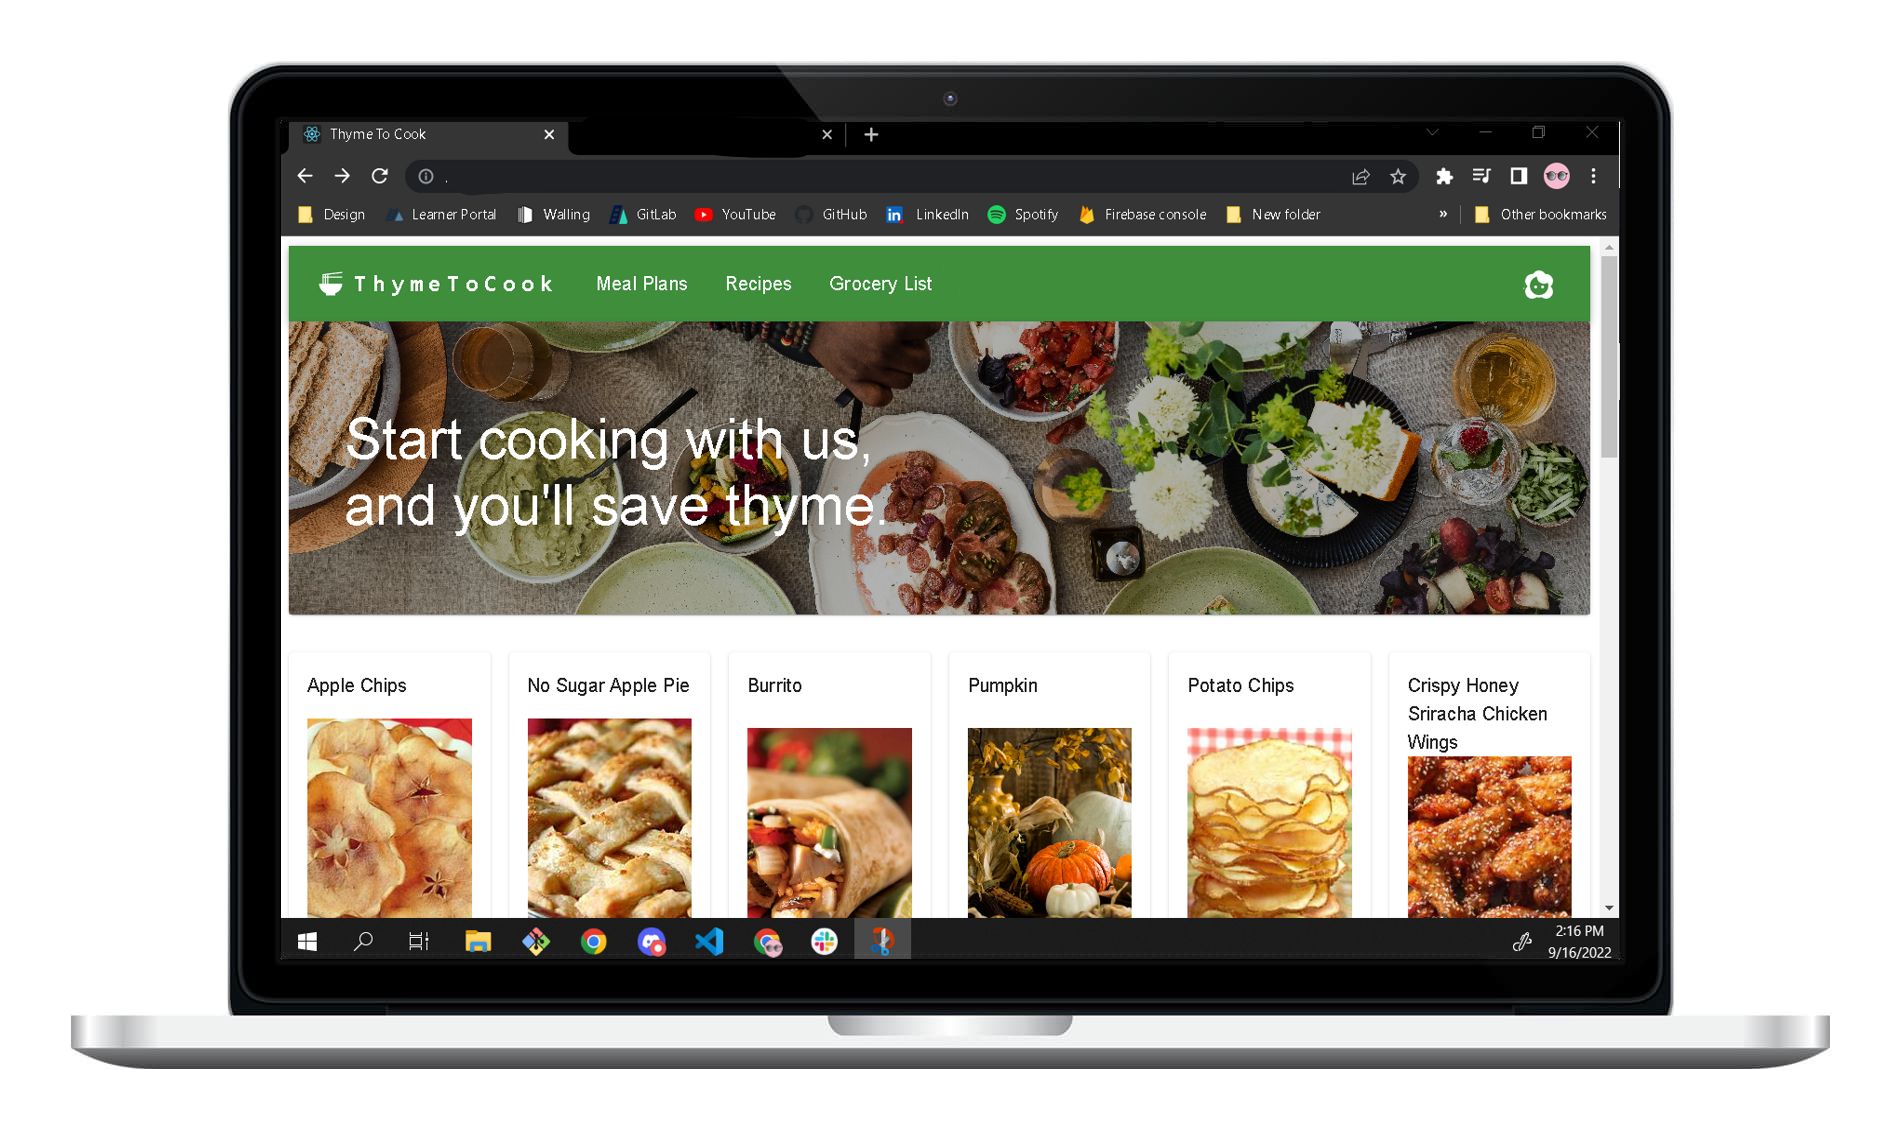 Thyme To Cook
Design Learner Portal Walling GitLab YouTube GitHub LinkedIn Spotify Firebase console New folder » Other bookmarks
ThymeToCook Meal Plans Recipes Grocery List
Start cooking with us,
and you'll save thyme.
Apple Chips
No Sugar Apple Pie
Burrito
Pumpkin
Potato Chips
Crispy Honey
Sriracha Chicken
Wings
2:16 PM
9/16/2022